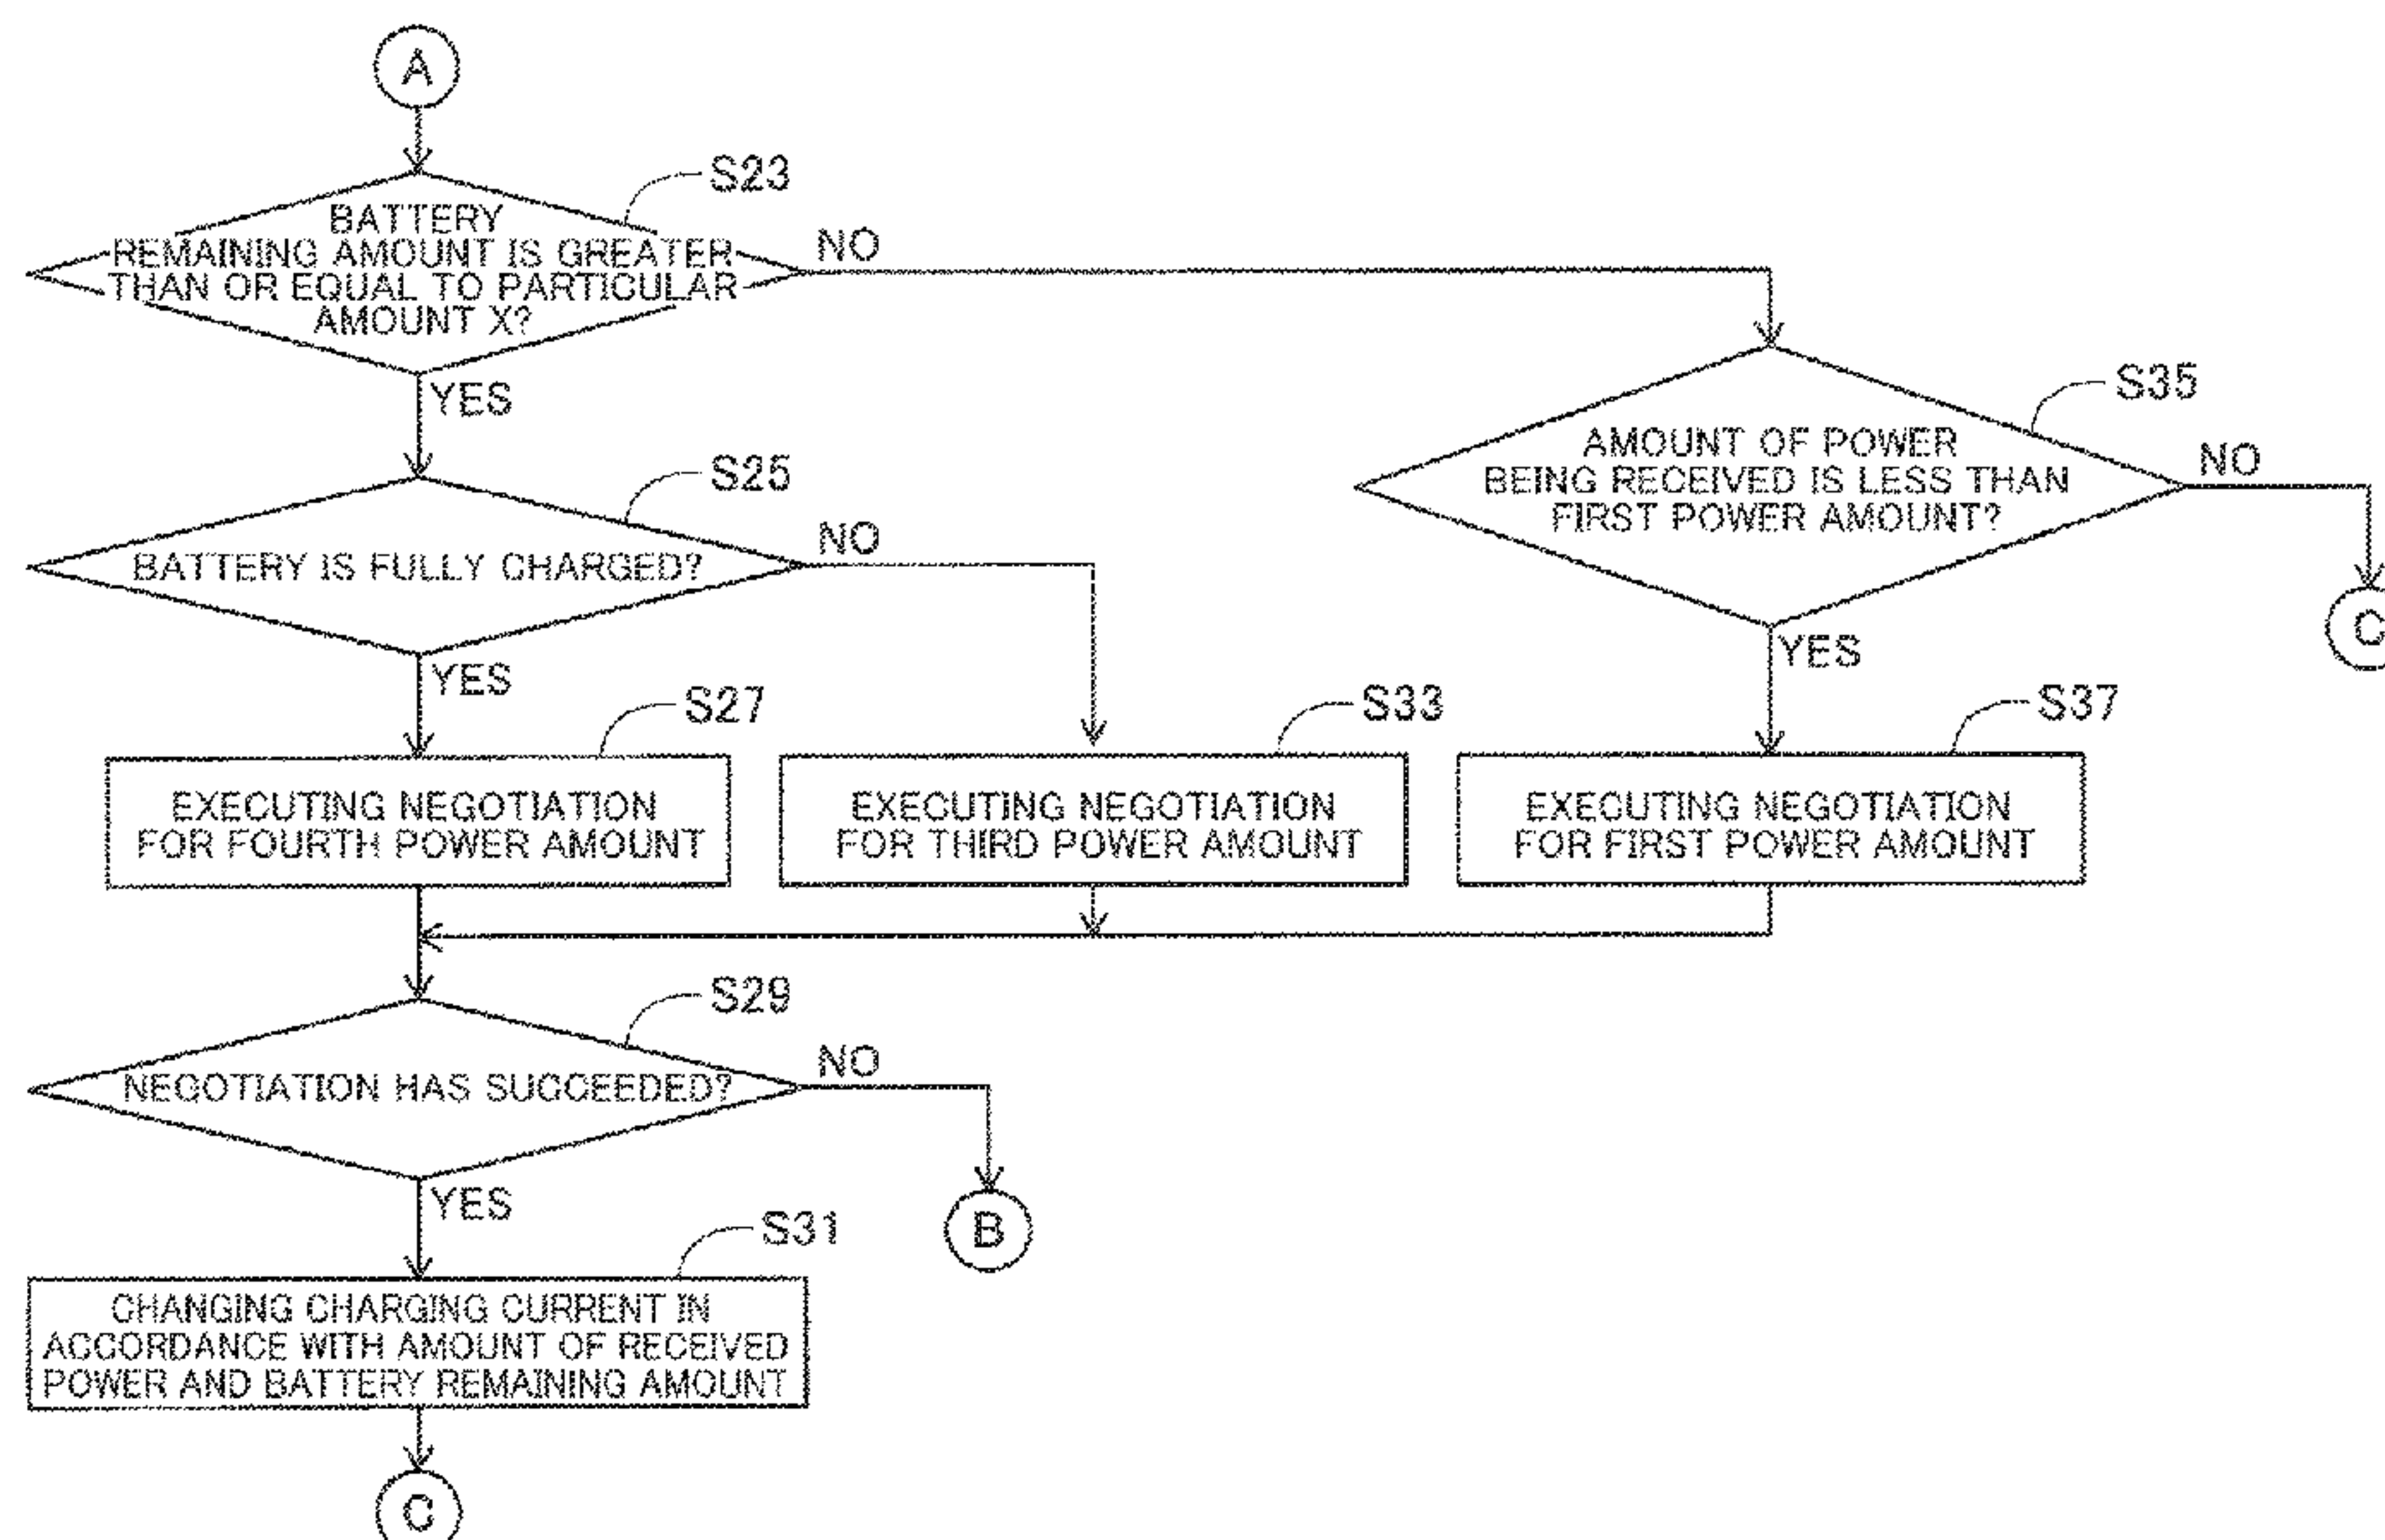 A
S23
BATTERY
REMAINING AMOUNT IS GREATER
THAN OR EQUAL TO PARTICULAR
AMOUNT X?
NO
YES
S35
AMOUNT OF POWER
BEING RECEIVED IS LESS THAN
FIRST POWER AMOUNT?
NO
C
YES
S25
BATTERY IS FULLY CHARGED?
NO
YES
S27
EXECUTING NEGOTIATION
FOR FOURTH POWER AMOUNT
S33
EXECUTING NEGOTIATION
FOR THIRD POWER AMOUNT
S37
EXECUTING NEGOTIATION
FOR FIRST POWER AMOUNT
S29
NEGOTIATION HAS SUCCEEDED?
NO
B
YES
S31
CHANGING CHARGING CURRENT IN
ACCORDANCE WITH AMOUNT OF RECEIVED
POWER AND BATTERY REMAINING AMOUNT
C